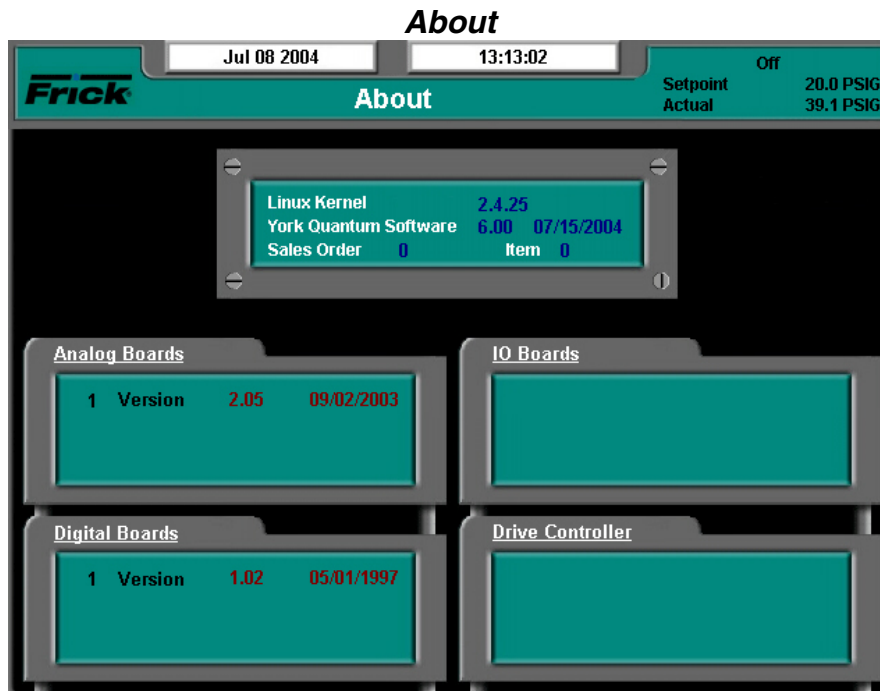 About
Jul 08 2004 13:13:02
Off
Frick
About
Setpoint 20.0 PSIG
Actual 39.1 PSIG
Linux Kernel 2.4.25
York Quantum Software 6.00 07/15/2004
Sales Order 0 Item 0
Analog Boards
1 Version 2.05 09/02/2003
IO Boards
Digital Boards
1 Version 1.02 05/01/1997
Drive Controller